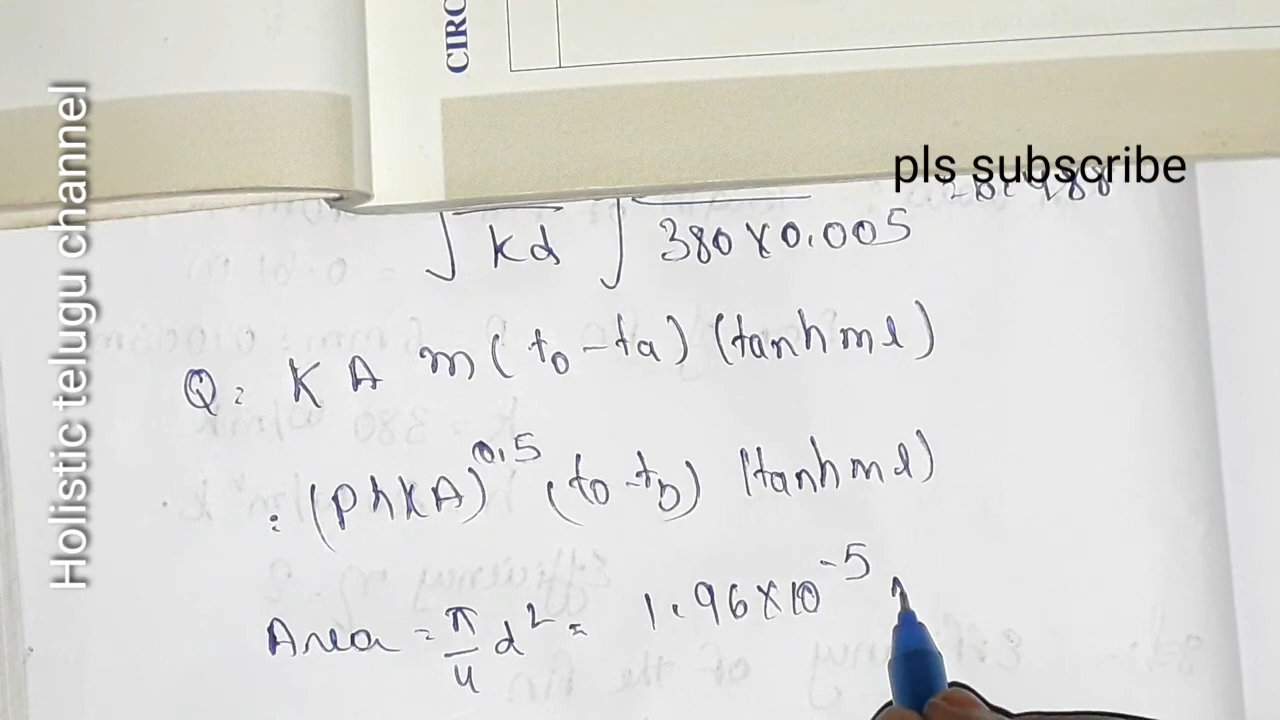 CIRC
pls subscribe
Holistic telugu channel
√Kd √380×0.005
Q = K A m (t₀ - ta) (tanh ml)
= (PhKA)^0.5 (t₀ - t_b) (tanh ml)
Area = π/4 d² = 1.96×10^-5